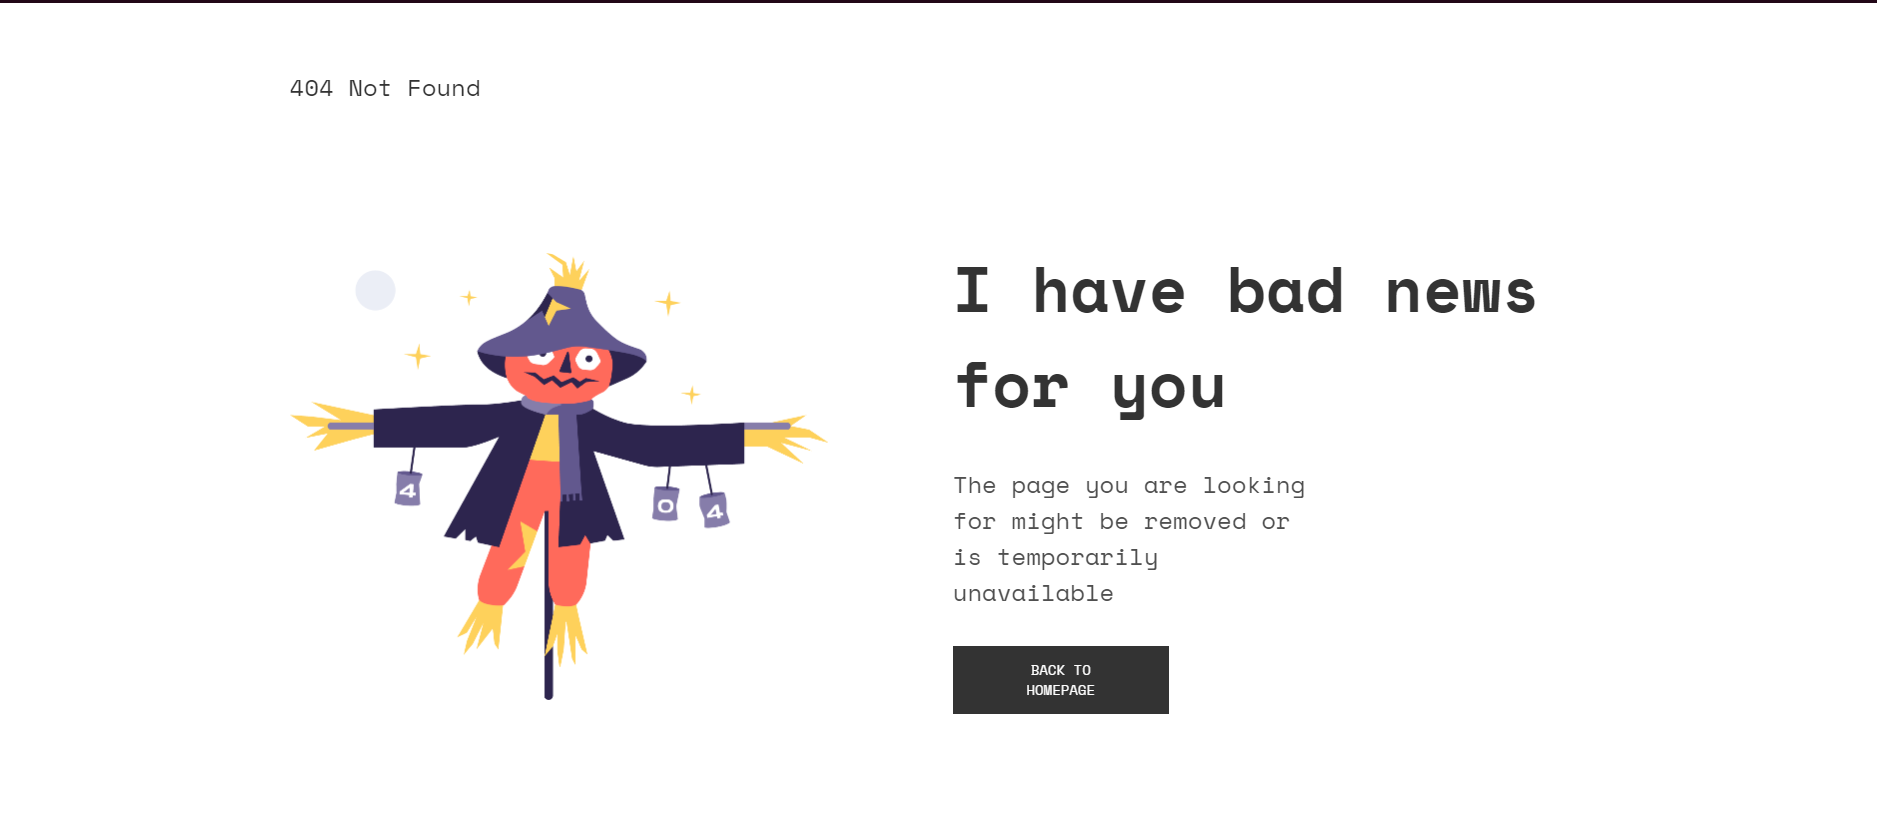 404 Not Found
4
0
4
I have bad news
for you
The page you are looking
for might be removed or
is temporarily
unavailable
BACK TO
HOMEPAGE